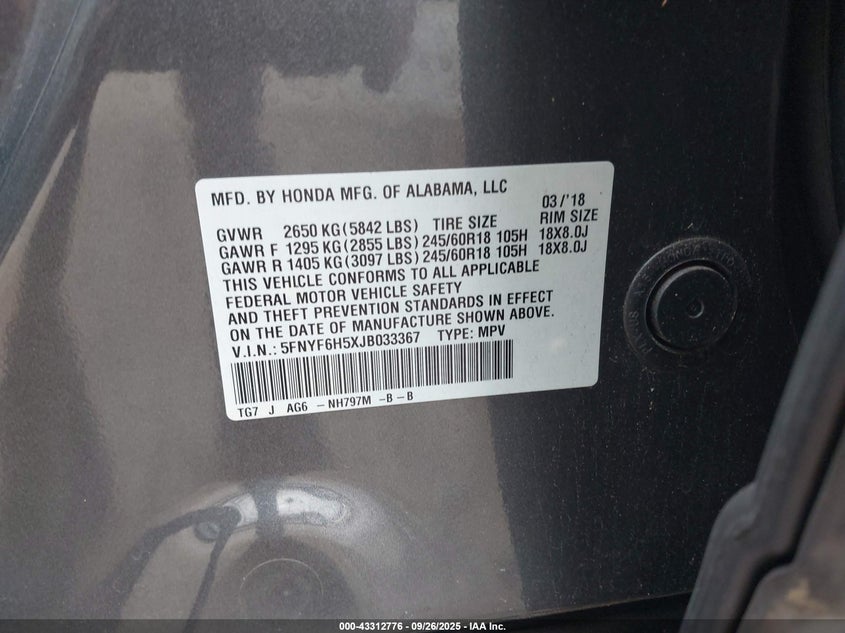 MFD. BY HONDA MFG. OF ALABAMA, LLC 03/'18
GVWR 2650 KG (5842 LBS) TIRE SIZE RIM SIZE
GAWR F 1295 KG (2855 LBS) 245/60R18 105H 18X8.0J
GAWR R 1405 KG (3097 LBS) 245/60R18 105H 18X8.0J
THIS VEHICLE CONFORMS TO ALL APPLICABLE
FEDERAL MOTOR VEHICLE SAFETY
AND THEFT PREVENTION STANDARDS IN EFFECT
ON THE DATE OF MANUFACTURE SHOWN ABOVE.
V.I.N.: 5FNYF6H5XJB033367 TYPE: MPV
TG7 J AG6 -NH797M -B-B
000-43312776 - 09/26/2025 - IAA Inc.